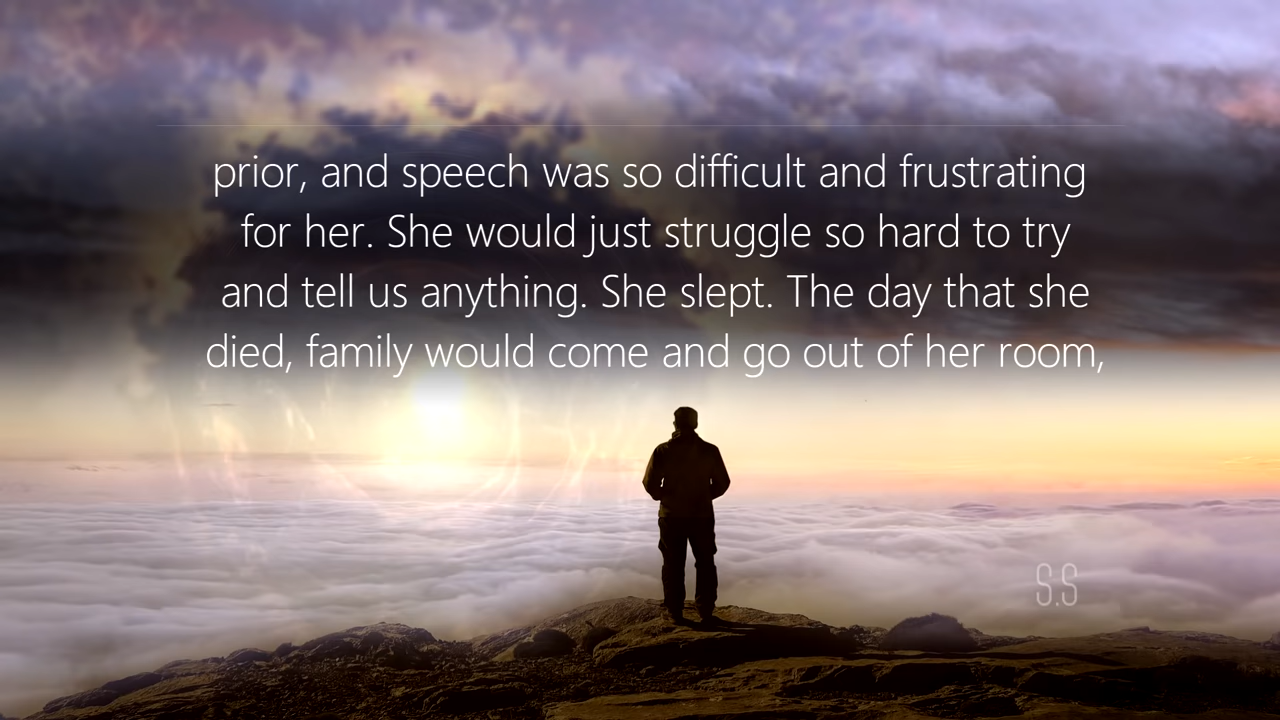 prior, and speech was so difficult and frustrating
for her. She would just struggle so hard to try
and tell us anything. She slept. The day that she
died, family would come and go out of her room,
S.S